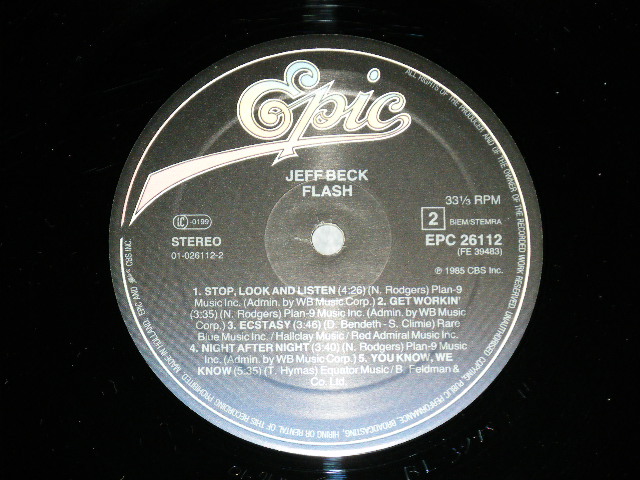 Epic
JEFF BECK
FLASH
33⅓ RPM
LC -0199
2 BIEM/STEMRA
STEREO
EPC 26112
01-026112-2
(FE 39483)
℗ 1985 CBS Inc.
1. STOP, LOOK AND LISTEN (4:26) (N. Rodgers) Plan-9
Music Inc. (Admin. by WB Music Corp.) 2. GET WORKIN'
(3:35) (N. Rodgers) Plan-9 Music Inc. (Admin. by WB Music
Corp.) 3. ECSTASY (3:46) (D. Bendeth - S. Climie) Rare
Blue Music Inc. / Hallclay Music / Red Admiral Music Inc.
4. NIGHT AFTER NIGHT (3:40) (N. Rodgers) Plan-9 Music
Inc. (Admin. by WB Music Corp.) 5. YOU KNOW, WE
KNOW (5:35) (T. Hymas) Equator Music / B. Feldman &
Co. Ltd.
ALL RIGHTS OF THE PRODUCER AND OF THE OWNER OF THE RECORDED WORK RESERVED. UNAUTHORISED COPYING, PUBLIC PERFORMANCE, BROADCASTING, HIRING OR RENTAL OF THIS RECORDING PROHIBITED. MADE IN HOLLAND. EPIC AND CBS INC.